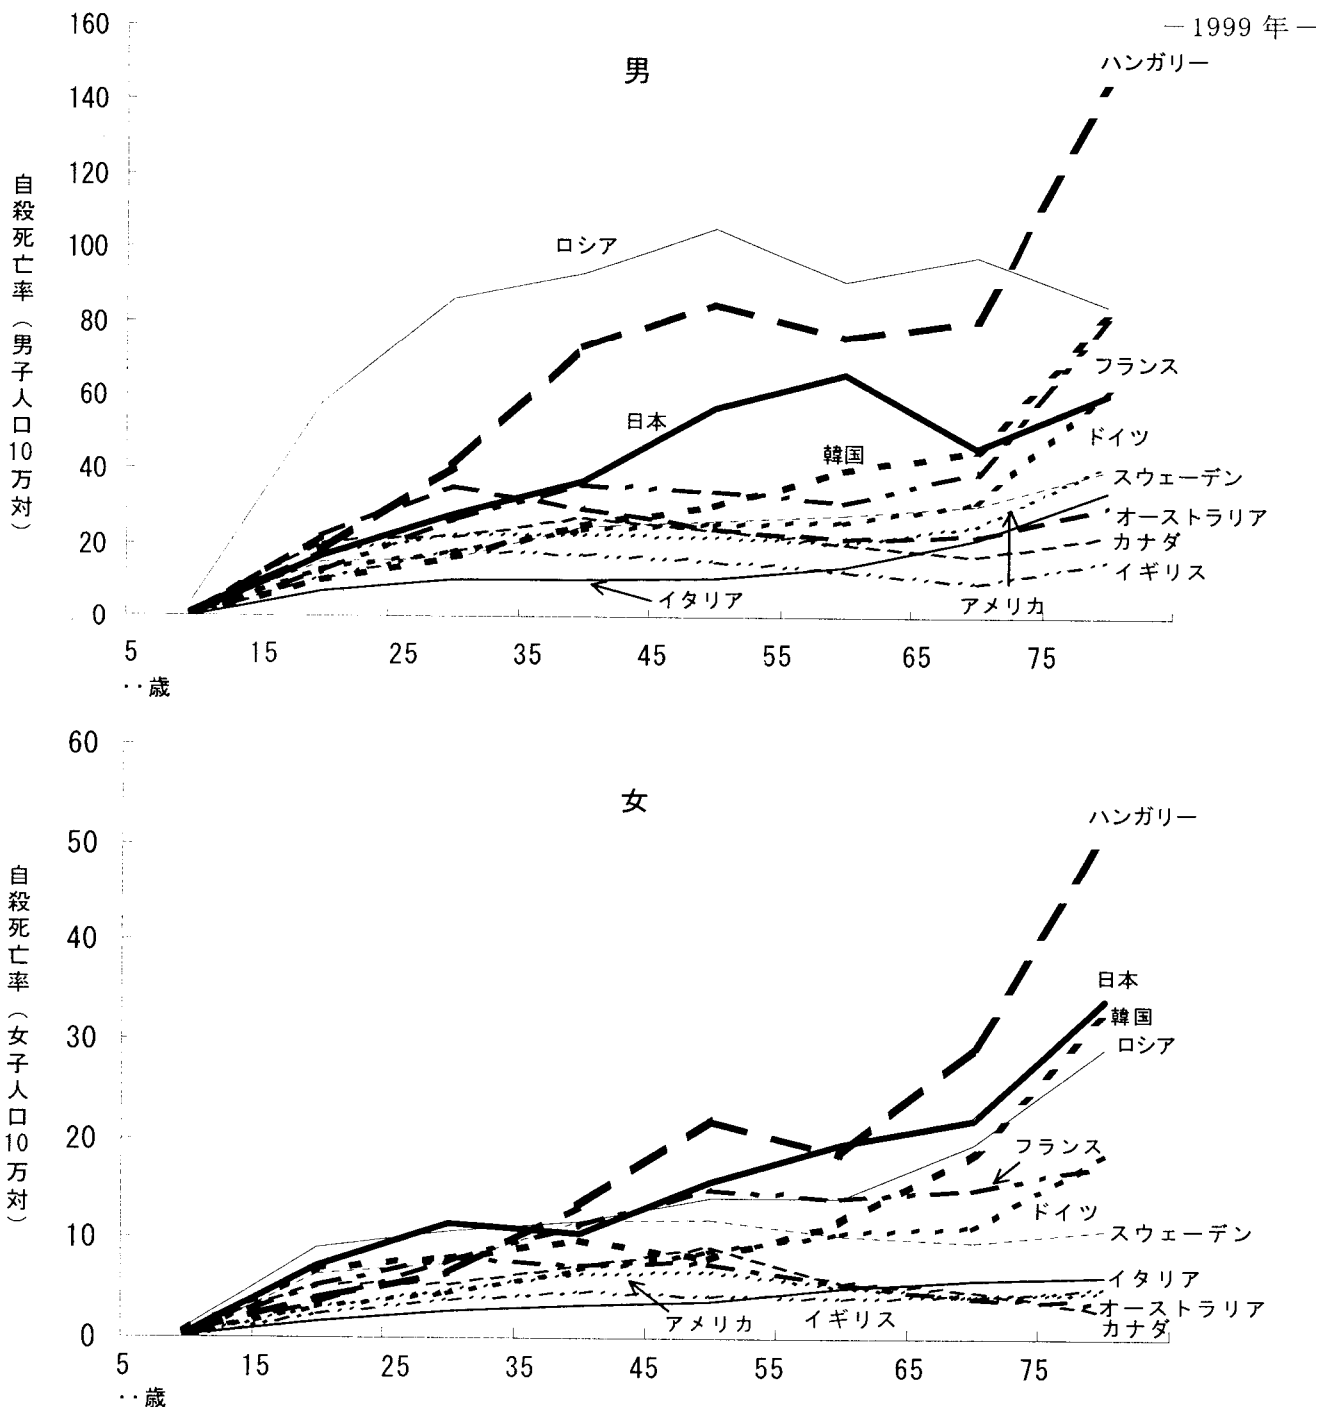 －1999 年－
男
自殺死亡率（男子人口10万対）
160
140
120
100
80
60
40
20
0
ハンガリー
ロシア
フランス
日本
ドイツ
韓国
スウェーデン
オーストラリア
カナダ
イギリス
イタリア
アメリカ
5 15 25 35 45 55 65 75
‥歳
女
自殺死亡率（女子人口10万対）
60
50
40
30
20
10
0
ハンガリー
日本
韓国
ロシア
フランス
ドイツ
スウェーデン
イタリア
オーストラリア
カナダ
アメリカ
イギリス
5 15 25 35 45 55 65 75
‥歳